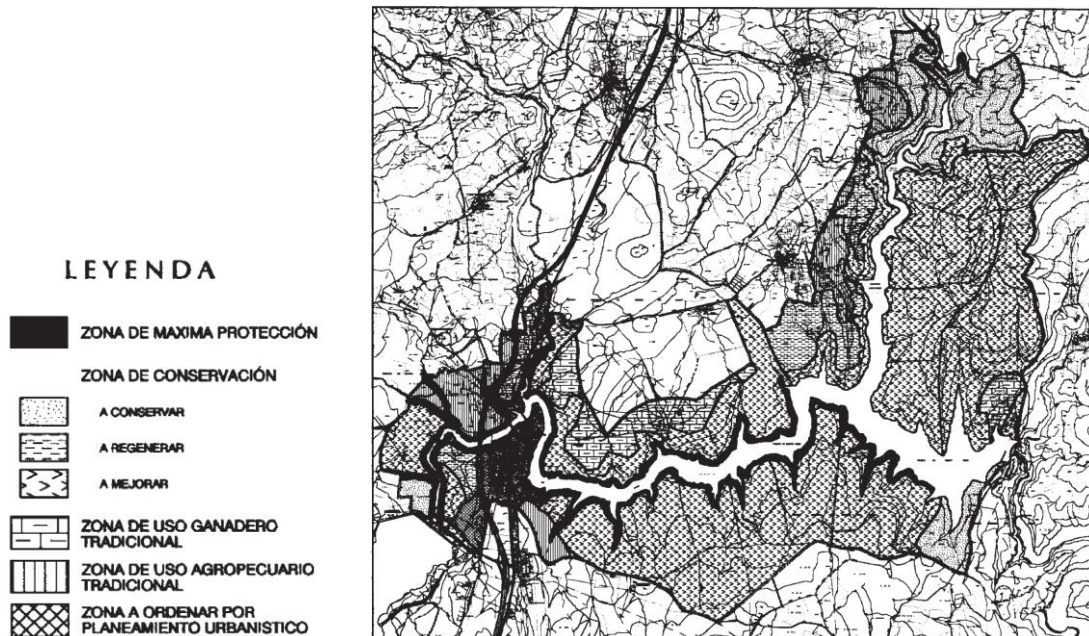 LEYENDA
ZONA DE MAXIMA PROTECCIÓN
ZONA DE CONSERVACIÓN
A CONSERVAR
A REGENERAR
A MEJORAR
ZONA DE USO GANADERO
TRADICIONAL
ZONA DE USO AGROPECUARIO
TRADICIONAL
ZONA A ORDENAR POR
PLANEAMIENTO URBANISTICO